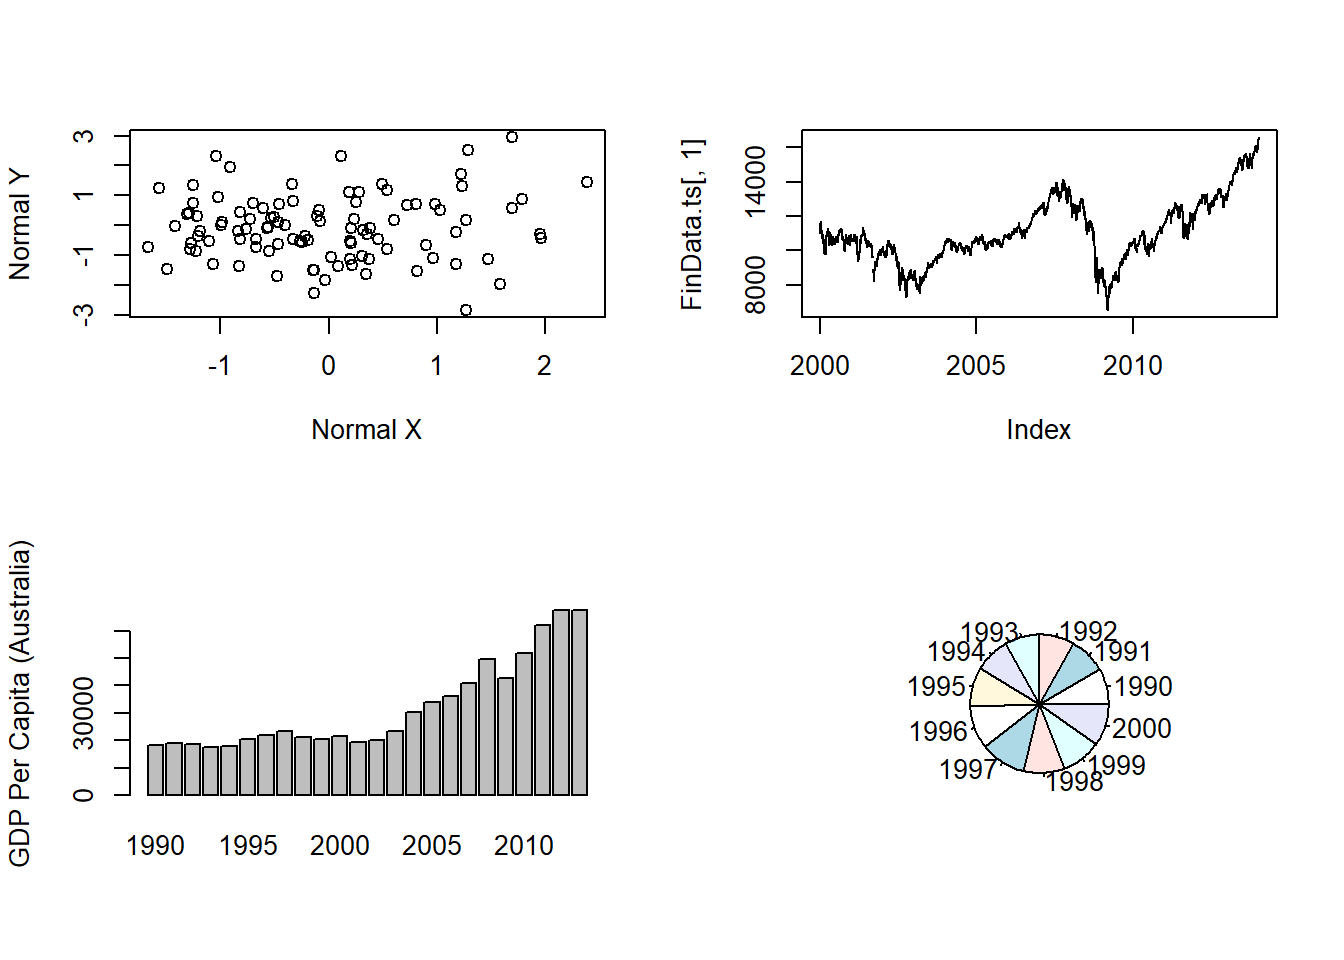 Normal Y
3
1
-1
-3
-1 0 1 2
Normal X
FinData.ts[, 1]
14000
8000
2000 2005 2010
Index
GDP Per Capita (Australia)
30000
0
1990 1995 2000 2005 2010
1993
1992
1994
1991
1995
1990
1996
2000
1997
1999
1998